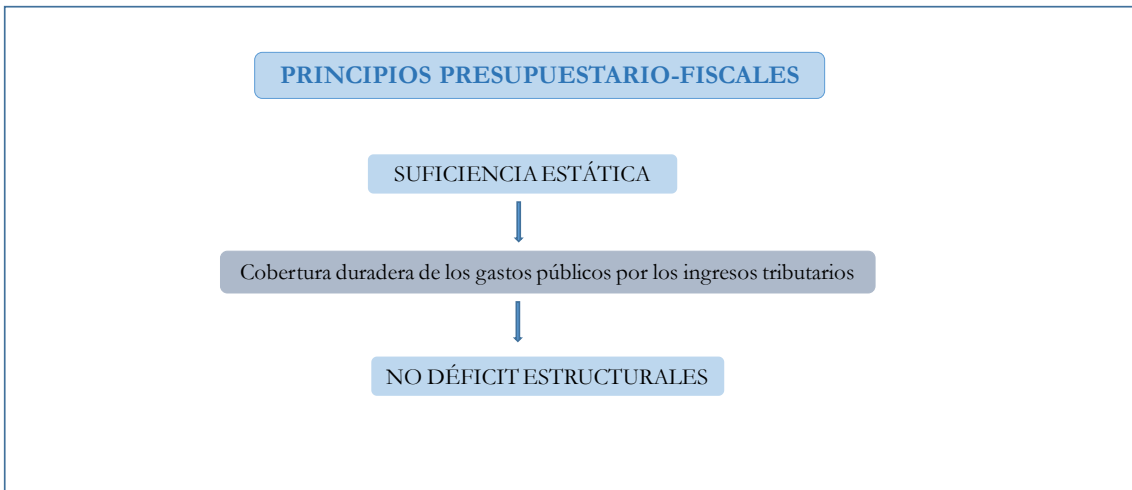 PRINCIPIOS PRESUPUESTARIO-FISCALES
SUFICIENCIA ESTÁTICA
Cobertura duradera de los gastos públicos por los ingresos tributarios
NO DÉFICIT ESTRUCTURALES